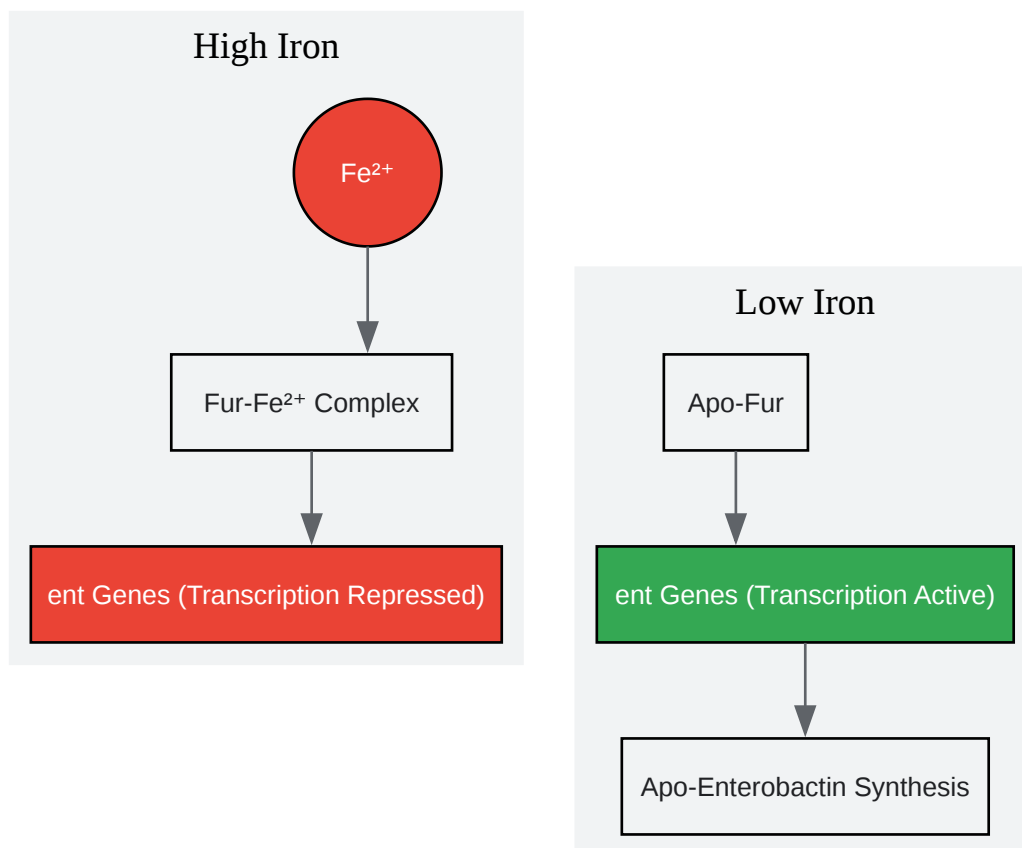 High Iron
Fe²⁺
Fur-Fe²⁺ Complex
ent Genes (Transcription Repressed)
Low Iron
Apo-Fur
ent Genes (Transcription Active)
Apo-Enterobactin Synthesis